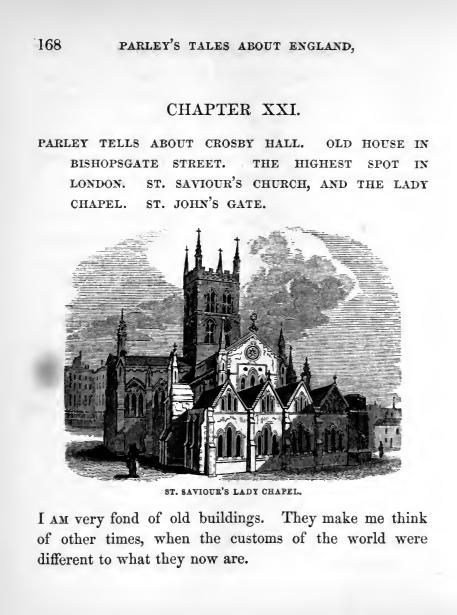 168 PARLEY'S TALES ABOUT ENGLAND,
CHAPTER XXI.
PARLEY TELLS ABOUT CROSBY HALL. OLD HOUSE IN
BISHOPSGATE STREET. THE HIGHEST SPOT IN
LONDON. ST. SAVIOUR'S CHURCH, AND THE LADY
CHAPEL. ST. JOHN'S GATE.
ST. SAVIOUR'S LADY CHAPEL.
I AM very fond of old buildings. They make me think
of other times, when the customs of the world were
different to what they now are.